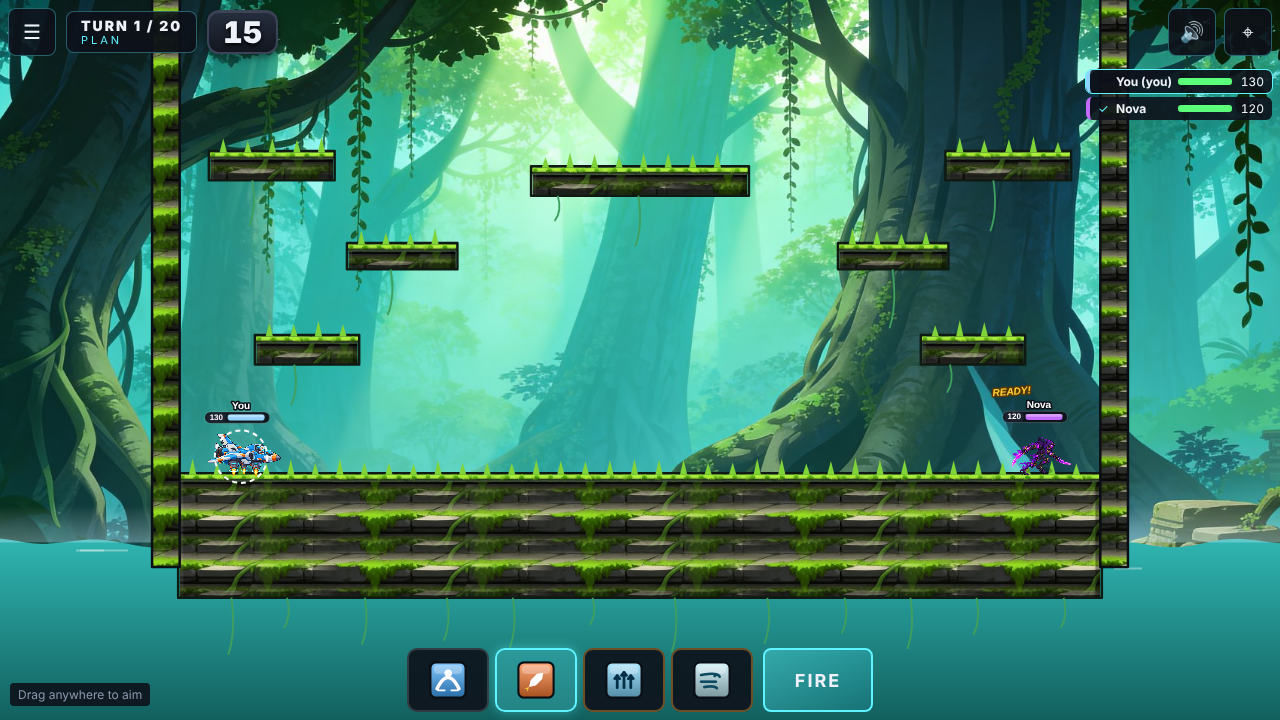 TURN 1 / 20
PLAN
15
You (you) 130
✓ Nova 120
You
130
READY!
Nova
120
FIRE
Drag anywhere to aim